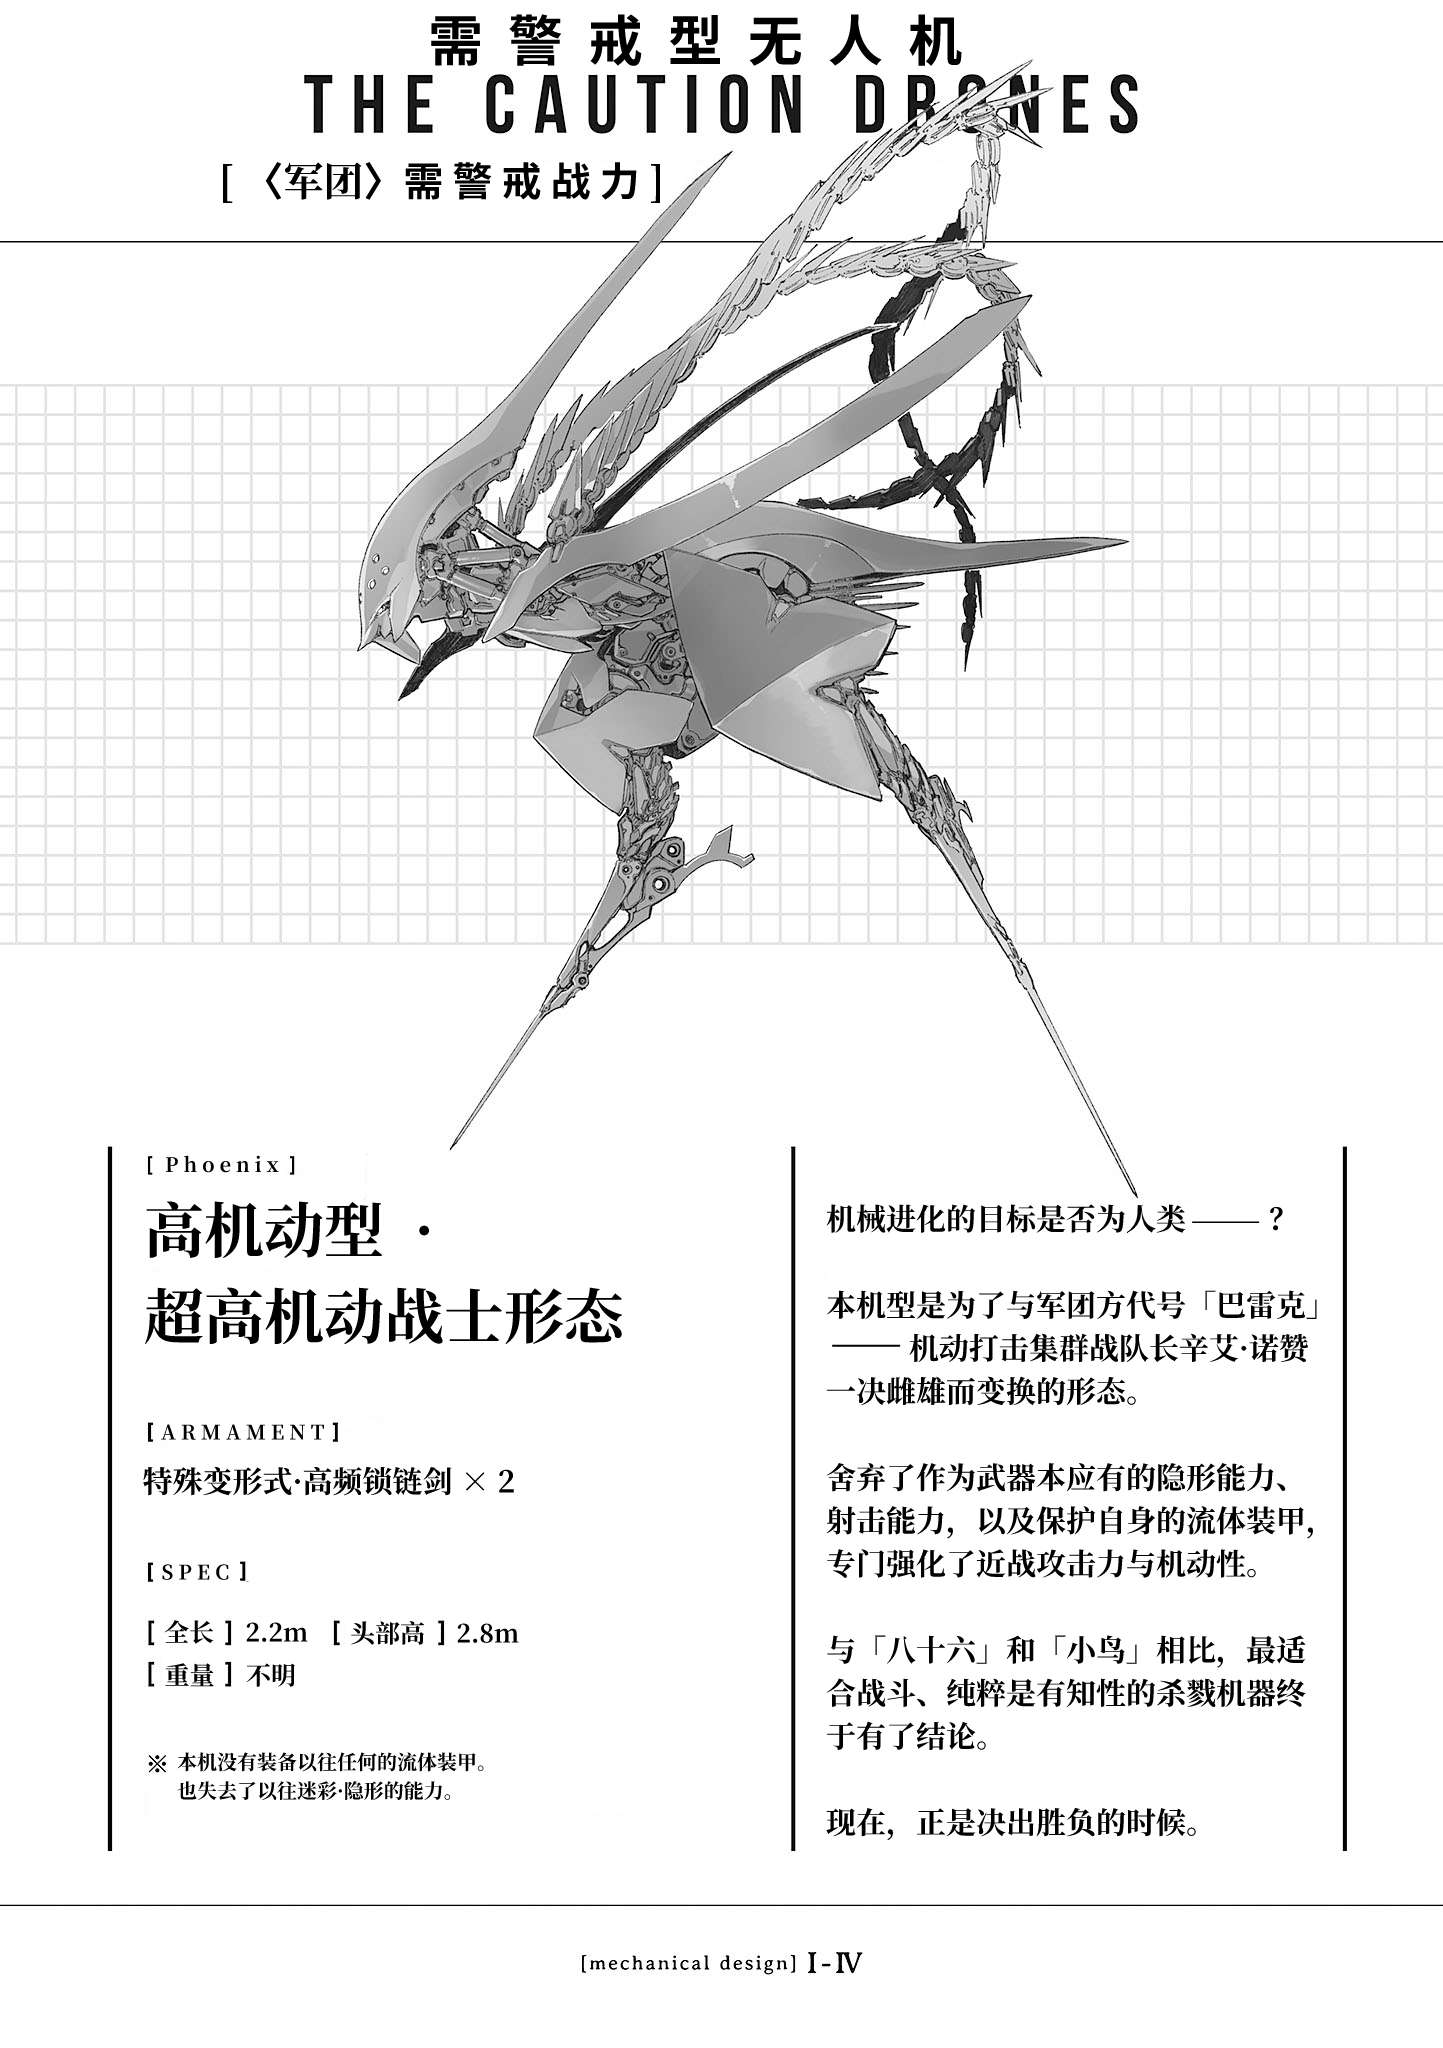 需警戒型无人机
THE CAUTION DRONES
[〈军团〉需警戒战力]
[Phoenix]
高机动型·
超高机动战士形态
[ARMAMENT]
特殊变形式·高频锁链剑 × 2
[SPEC]
[全长] 2.2m [头部高] 2.8m
[重量] 不明
※ 本机没有装备以往任何的流体装甲。
也失去了以往迷彩·隐形的能力。
机械进化的目标是否为人类——？
本机型是为了与军团方代号「巴雷克」
——机动打击集群战队长辛艾·诺赞
一决雌雄而变换的形态。
舍弃了作为武器本应有的隐形能力、
射击能力，以及保护自身的流体装甲，
专门强化了近战攻击力与机动性。
与「八十六」和「小鸟」相比，最适
合战斗、纯粹是有知性的杀戮机器终
于有了结论。
现在，正是决出胜负的时候。
[mechanical design] I-IV